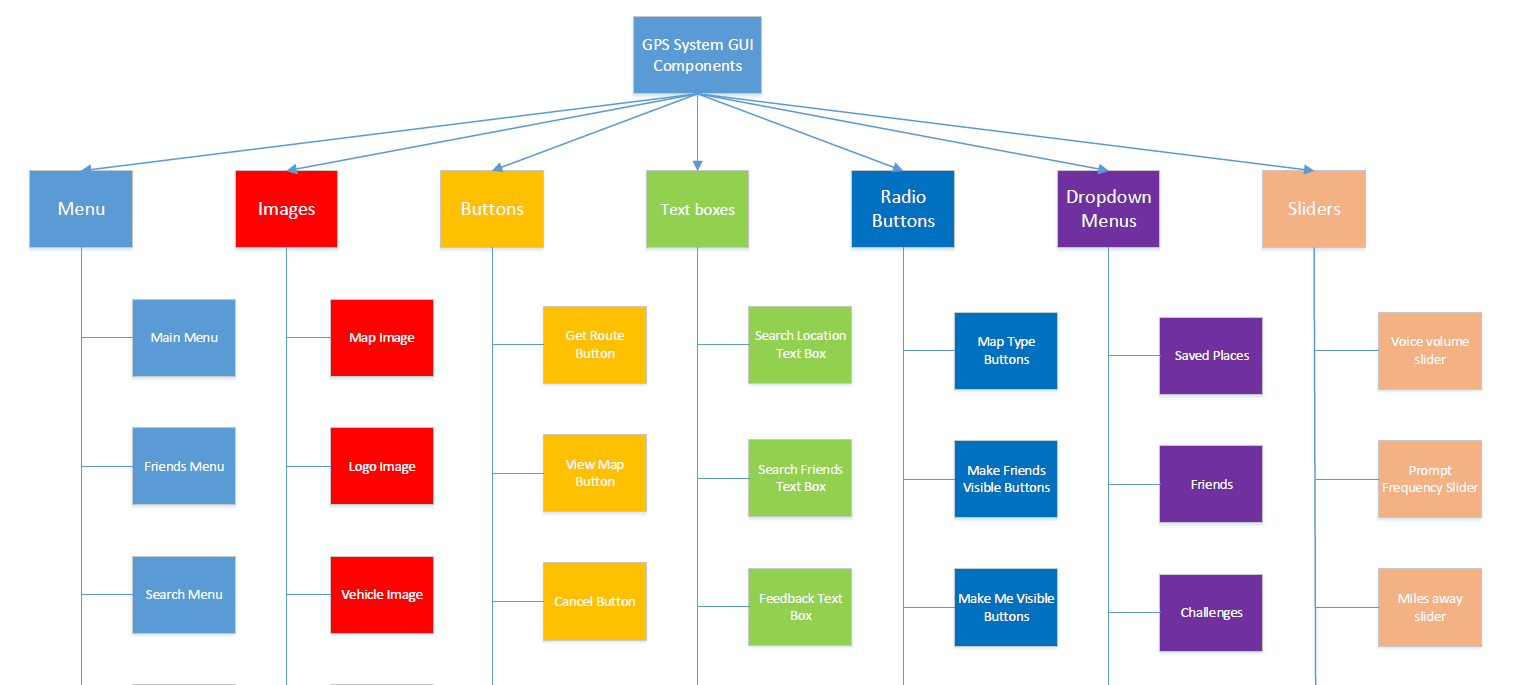 GPS System GUI
Components
Menu
Images
Buttons
Text boxes
Radio
Buttons
Dropdown
Menus
Sliders
Main Menu
Map Image
Get Route
Button
Search Location
Text Box
Map Type
Buttons
Saved Places
Voice volume
slider
Friends Menu
Logo Image
View Map
Button
Search Friends
Text Box
Make Friends
Visible Buttons
Friends
Prompt
Frequency Slider
Search Menu
Vehicle Image
Cancel Button
Feedback Text
Box
Make Me Visible
Buttons
Challenges
Miles away
slider